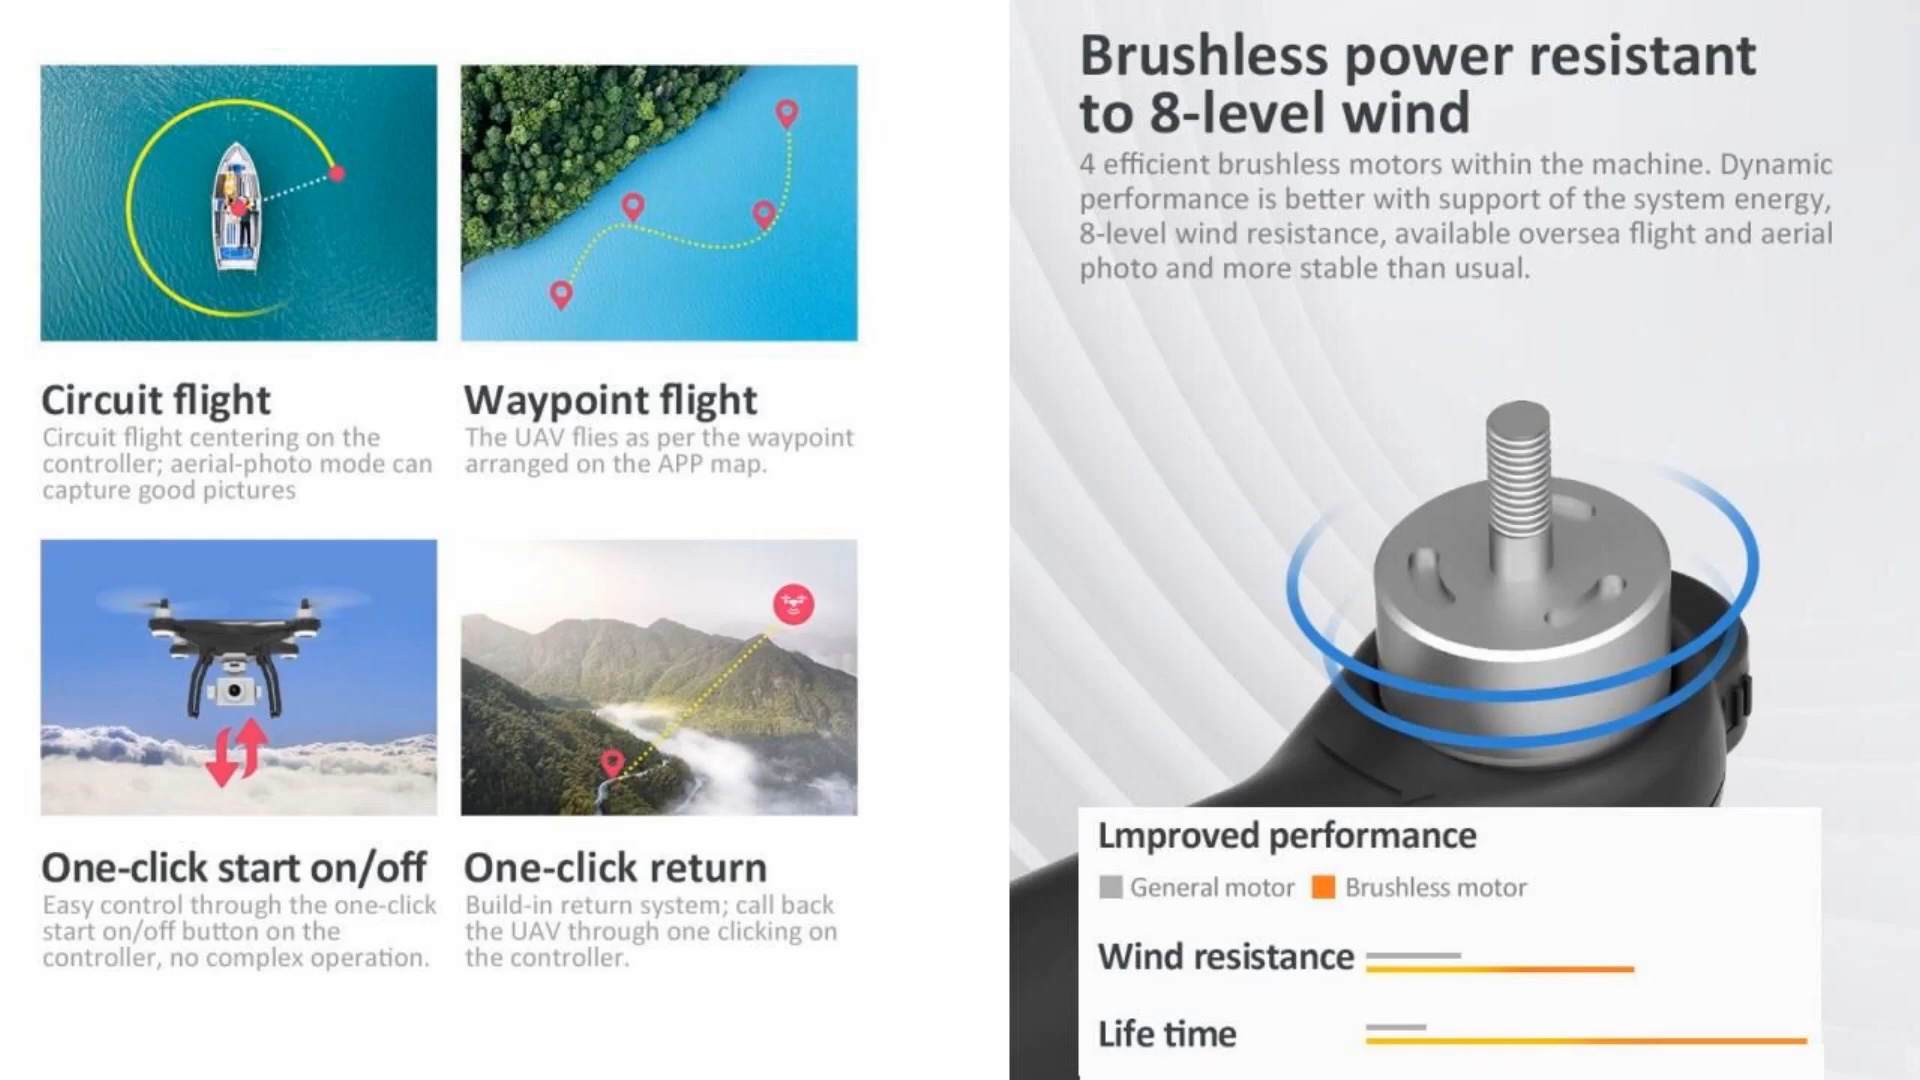 Circuit flight
Circuit flight centering on the
controller; aerial-photo mode can
capture good pictures
Waypoint flight
The UAV flies as per the waypoint
arranged on the APP map.
One-click start on/off
Easy control through the one-click
start on/off button on the
controller, no complex operation.
One-click return
Build-in return system; call back
the UAV through one clicking on
the controller.
Brushless power resistant
to 8-level wind
4 efficient brushless motors within the machine. Dynamic
performance is better with support of the system energy,
8-level wind resistance, available oversea flight and aerial
photo and more stable than usual.
Lmproved performance
General motor
Brushless motor
Wind resistance
Life time